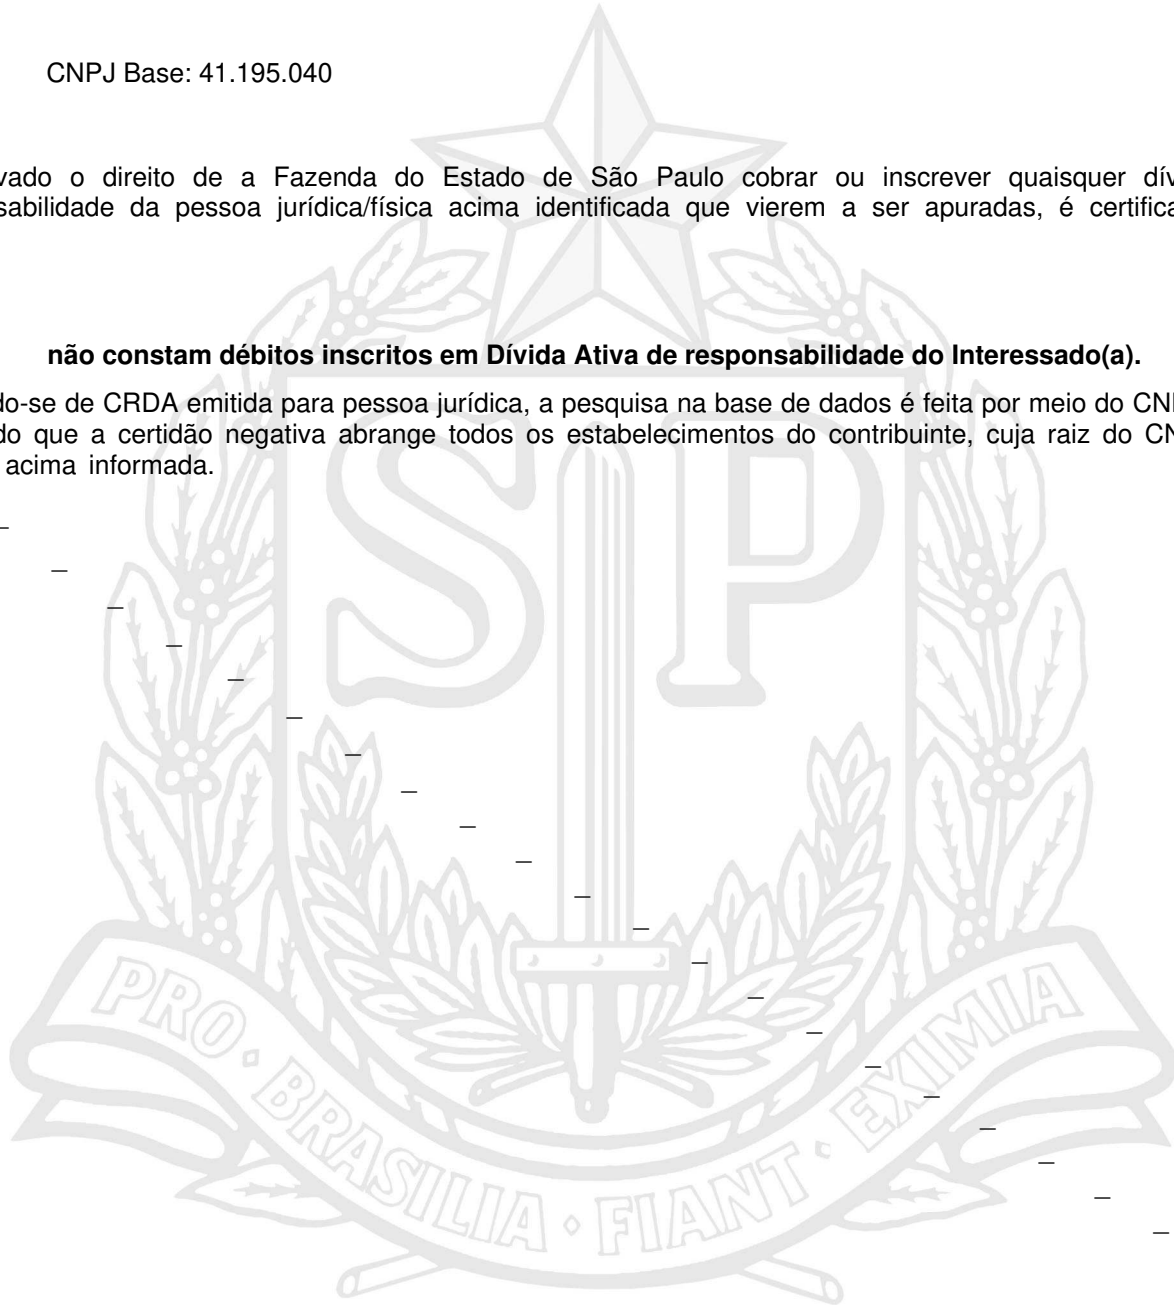 CNPJ Base: 41.195.040
vado o direito de a Fazenda do Estado de São Paulo cobrar ou inscrever quaisquer dív
sabilidade da pessoa jurídica/física acima identificada que vierem a ser apuradas, é certifica
não constam débitos inscritos em Dívida Ativa de responsabilidade do Interessado(a).
do-se de CRDA emitida para pessoa jurídica, a pesquisa na base de dados é feita por meio do CN
do que a certidão negativa abrange todos os estabelecimentos do contribuinte, cuja raiz do CN
acima informada.
SP
PRO · BRASILIA · FIANT · EXIMIA